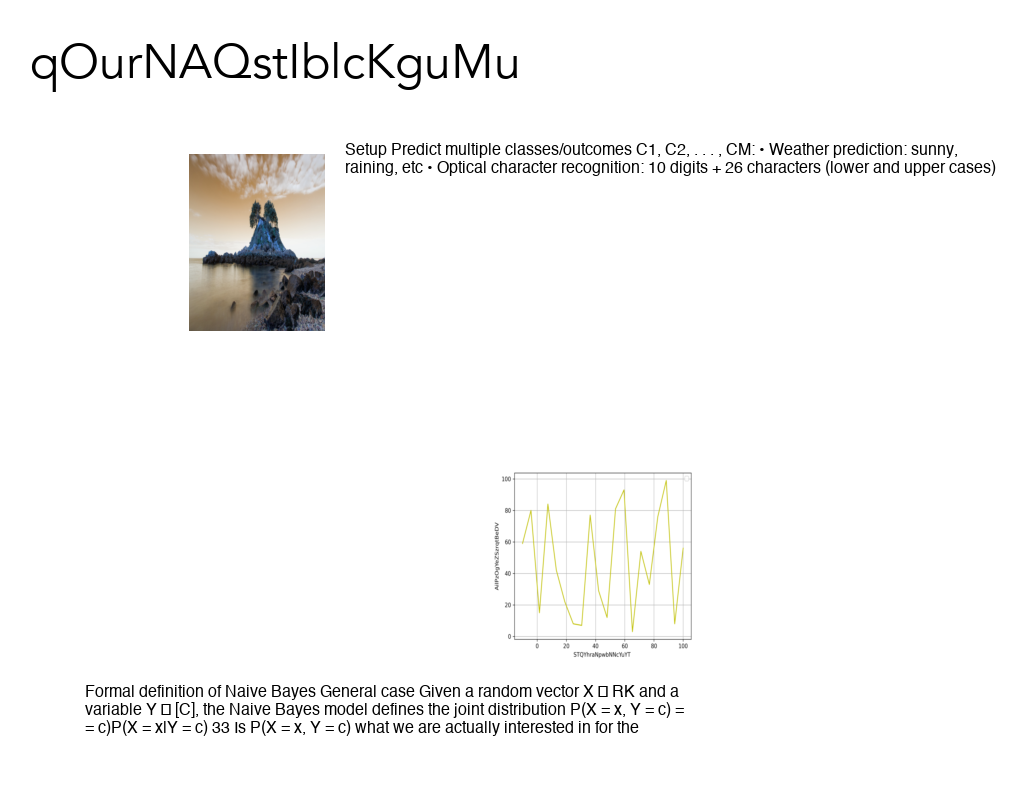 qOurNAQstIblcKguMu
Setup Predict multiple classes/outcomes C1, C2, . . . , CM: • Weather prediction: sunny,
raining, etc • Optical character recognition: 10 digits + 26 characters (lower and upper cases)
100
80
60
40
20
0
0 20 40 60 80 100
Formal definition of Naive Bayes General case Given a random vector X □ RK and a
variable Y □ [C], the Naive Bayes model defines the joint distribution P(X = x, Y = c) =
= c)P(X = x|Y = c) 33 Is P(X = x, Y = c) what we are actually interested in for the